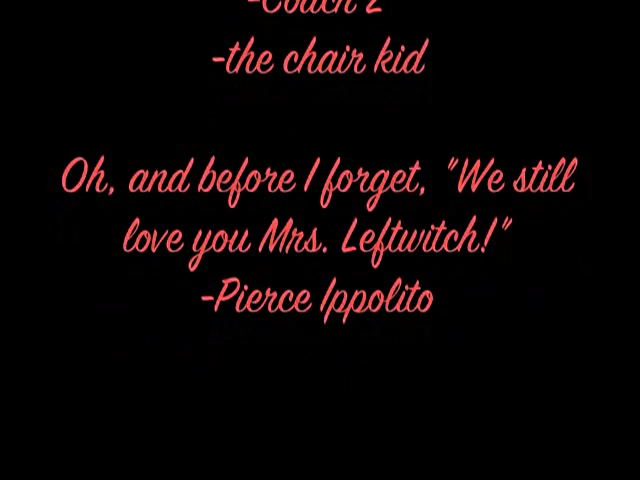 -the chair kid
Oh, and before I forget, "We still
love you Mrs. Leftwitch!"
-Pierce Ippolito